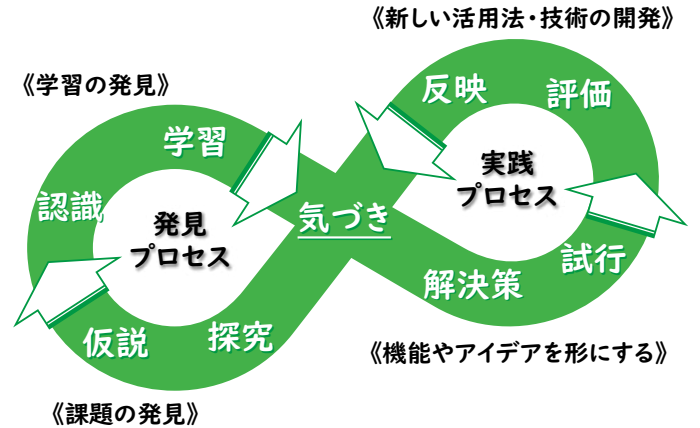 《新しい活用法・技術の開発》
反映
評価
《学習の発見》
学習
認識
発見
プロセス
気づき
実践
プロセス
試行
解決策
仮説
探究
《機能やアイデアを形にする》
《課題の発見》